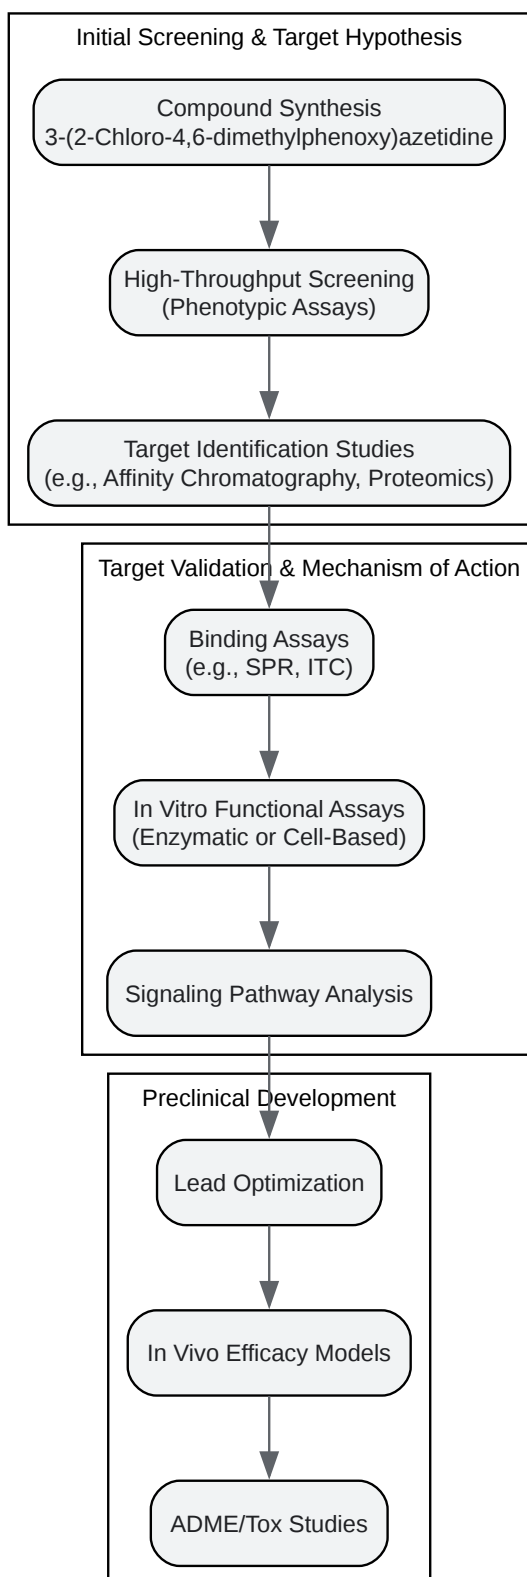 Initial Screening & Target Hypothesis
Compound Synthesis
3-(2-Chloro-4,6-dimethylphenoxy)azetidine
High-Throughput Screening
(Phenotypic Assays)
Target Identification Studies
(e.g., Affinity Chromatography, Proteomics)
Target Validation & Mechanism of Action
Binding Assays
(e.g., SPR, ITC)
In Vitro Functional Assays
(Enzymatic or Cell-Based)
Signaling Pathway Analysis
Preclinical Development
Lead Optimization
In Vivo Efficacy Models
ADME/Tox Studies